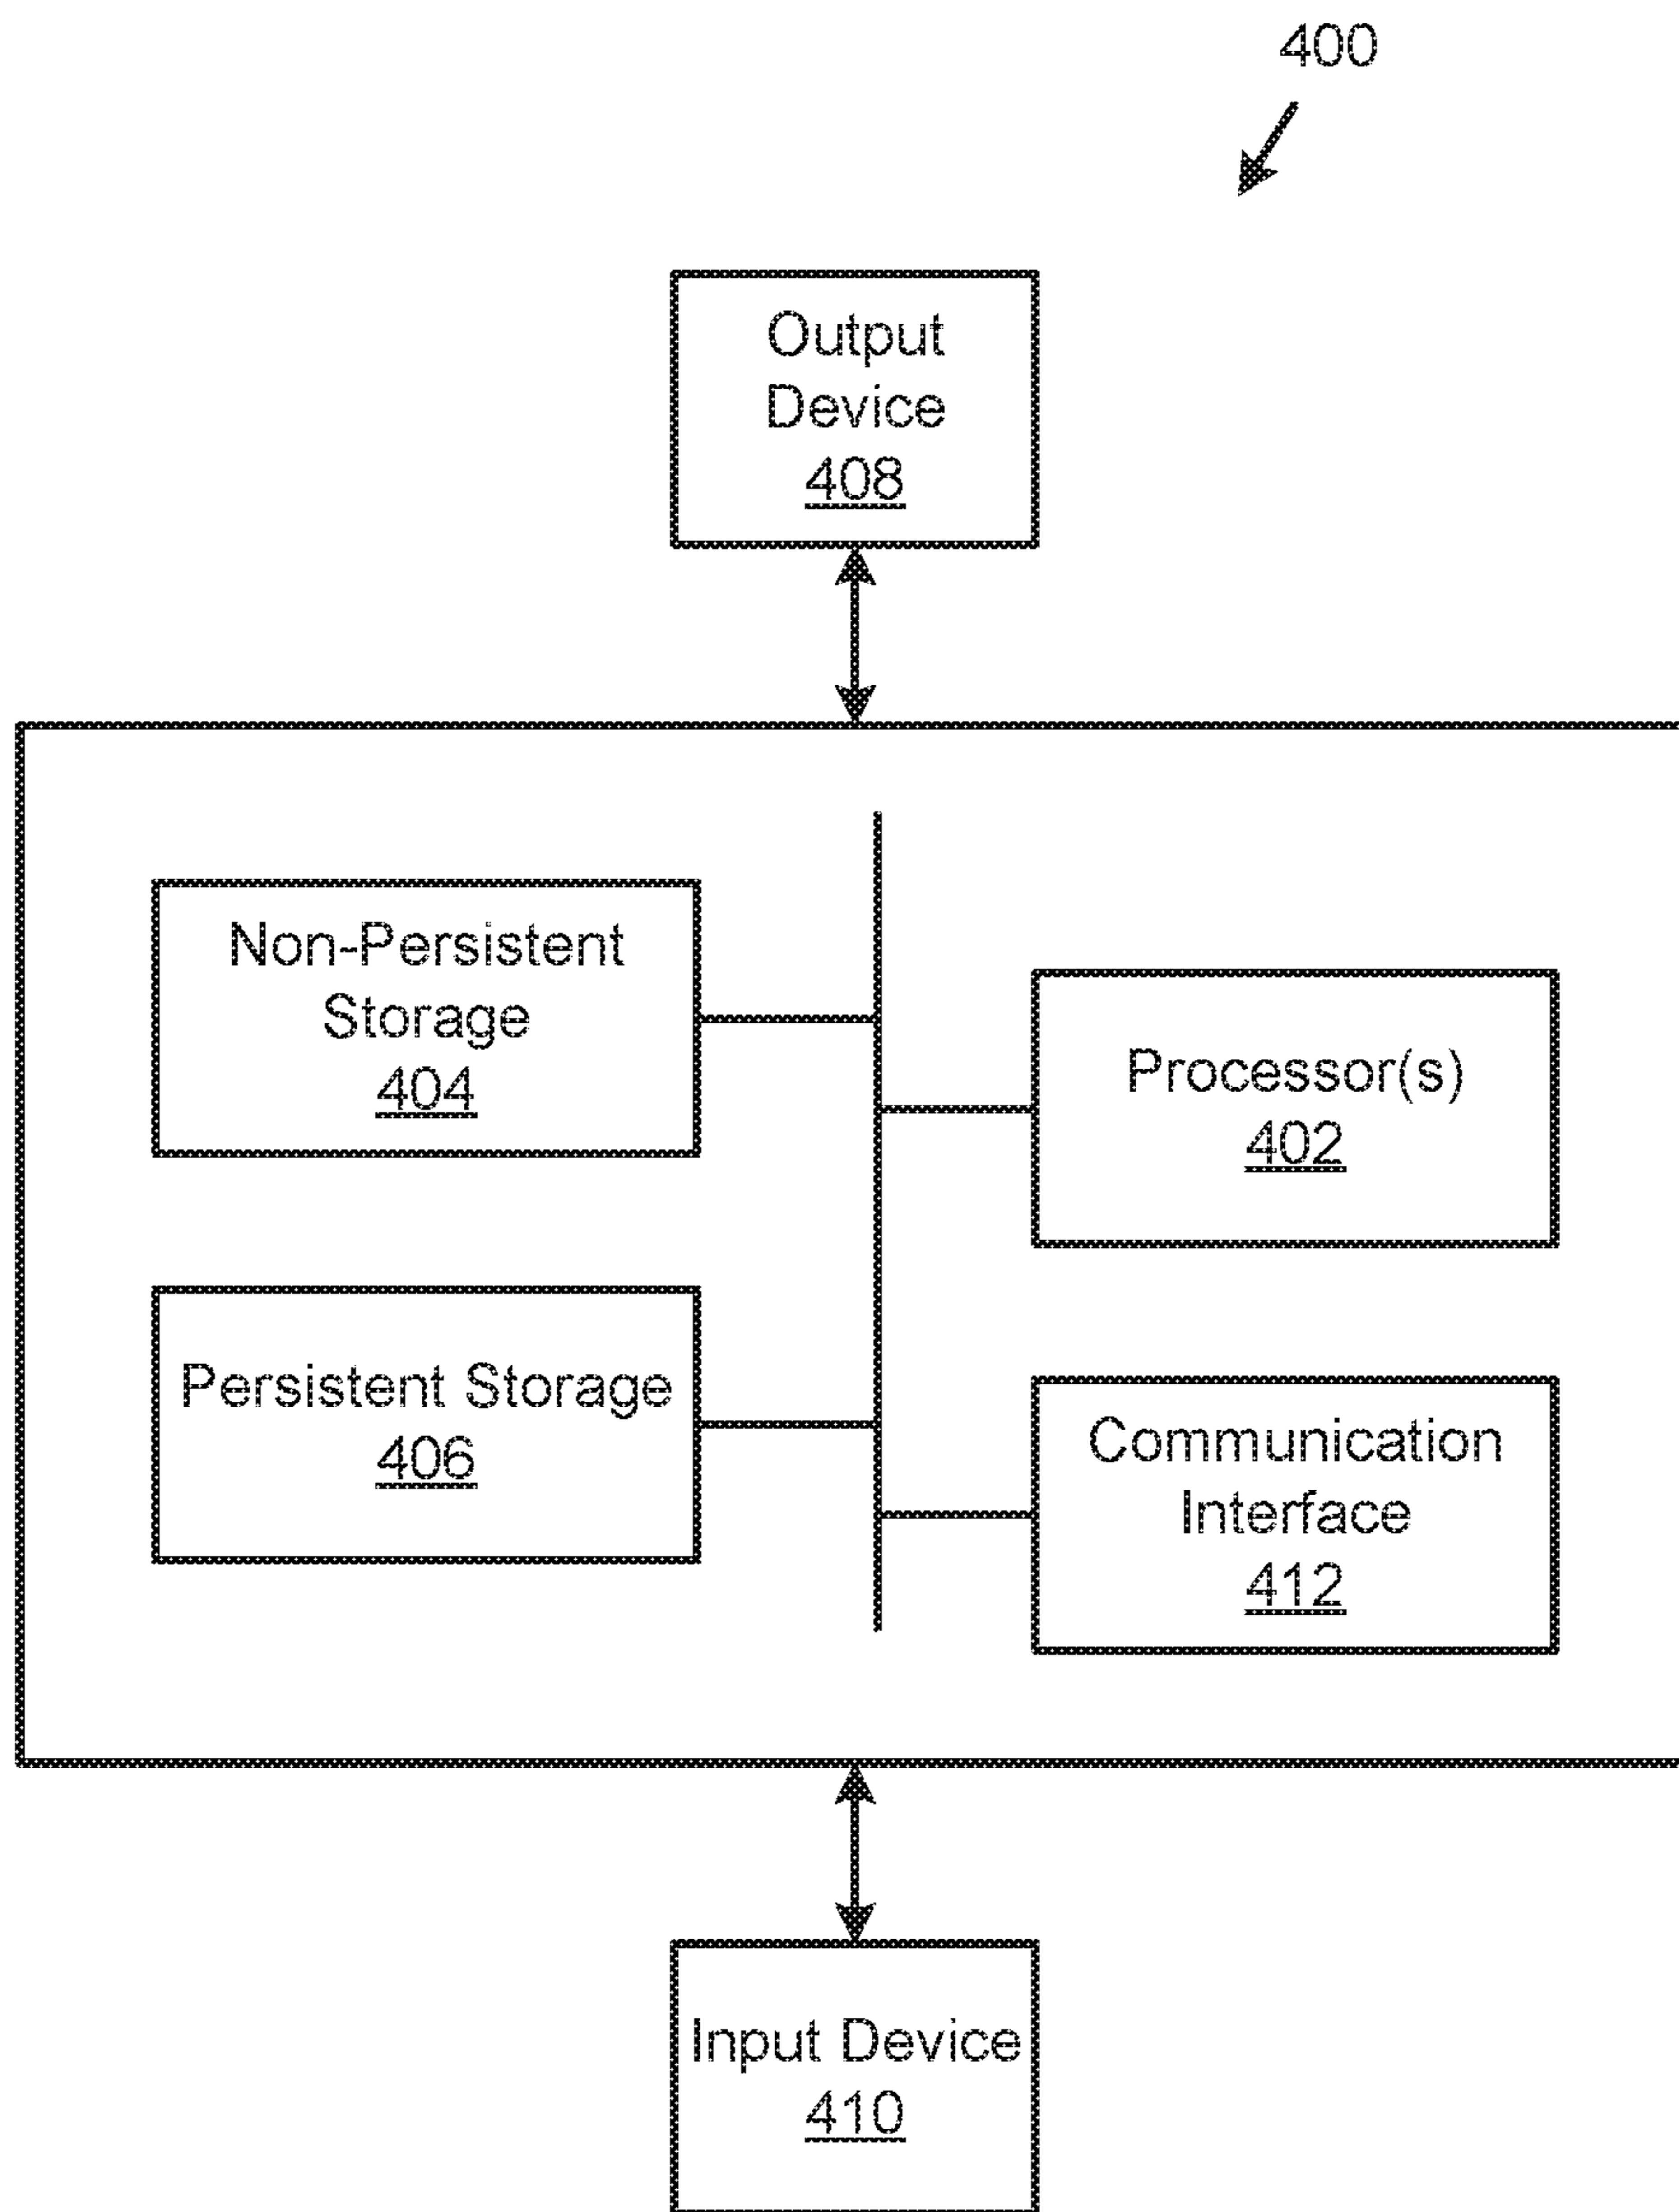 400
Output
Device
408
Non-Persistent
Storage
404
Processor(s)
402
Persistent Storage
406
Communication
Interface
412
Input Device
410